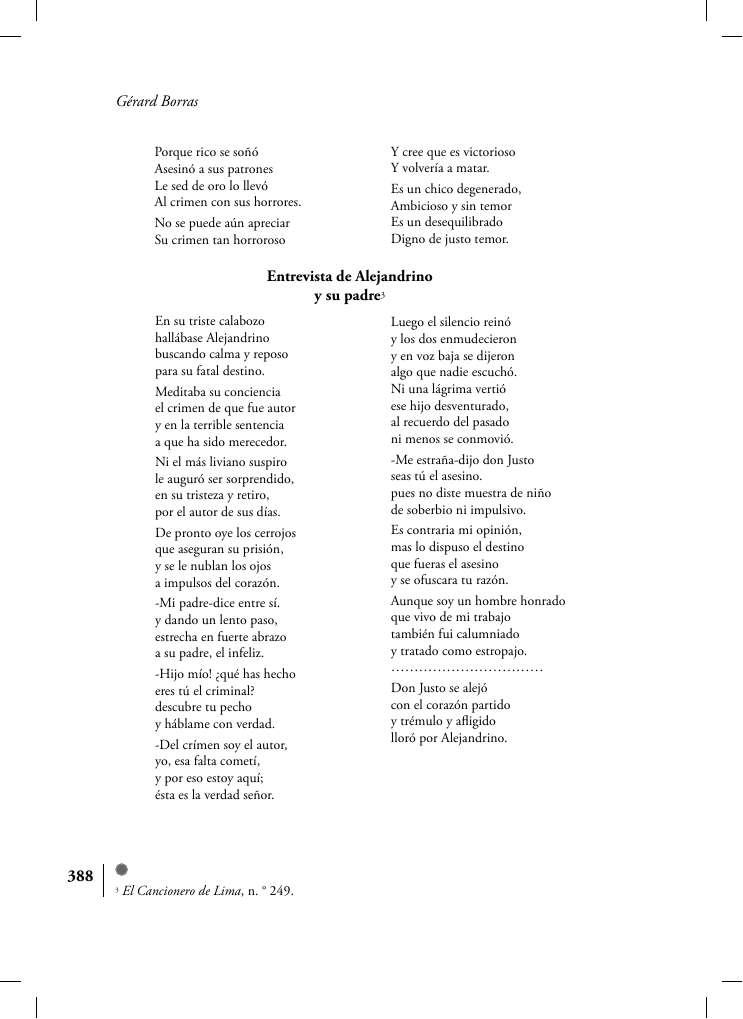 Gérard Borras
Porque rico se soñó
Asesinó a sus patrones
Le sed de oro lo llevó
Al crimen con sus horrores.
No se puede aún apreciar
Su crimen tan horroroso
Y cree que es victorioso
Y volvería a matar.
Es un chico degenerado,
Ambicioso y sin temor
Es un desequilibrado
Digno de justo temor.
Entrevista de Alejandrino
y su padre³
En su triste calabozo
hallábase Alejandrino
buscando calma y reposo
para su fatal destino.
Meditaba su conciencia
el crimen de que fue autor
y en la terrible sentencia
a que ha sido merecedor.
Ni el más liviano suspiro
le auguró ser sorprendido,
en su tristeza y retiro,
por el autor de sus días.
De pronto oye los cerrojos
que aseguran su prisión,
y se le nublan los ojos
a impulsos del corazón.
-Mi padre-dice entre sí.
y dando un lento paso,
estrecha en fuerte abrazo
a su padre, el infeliz.
-Hijo mío! ¿qué has hecho
eres tú el criminal?
descubre tu pecho
y háblame con verdad.
-Del crímen soy el autor,
yo, esa falta cometí,
y por eso estoy aquí;
ésta es la verdad señor.
Luego el silencio reinó
y los dos enmudecieron
y en voz baja se dijeron
algo que nadie escuchó.
Ni una lágrima vertió
ese hijo desventurado,
al recuerdo del pasado
ni menos se conmovió.
-Me estraña-dijo don Justo
seas tú el asesino.
pues no diste muestra de niño
de soberbio ni impulsivo.
Es contraria mi opinión,
mas lo dispuso el destino
que fueras el asesino
y se ofuscara tu razón.
Aunque soy un hombre honrado
que vivo de mi trabajo
también fui calumniado
y tratado como estropajo.
……………………………
Don Justo se alejó
con el corazón partido
y trémulo y afligido
lloró por Alejandrino.
388
³ El Cancionero de Lima, n. ° 249.